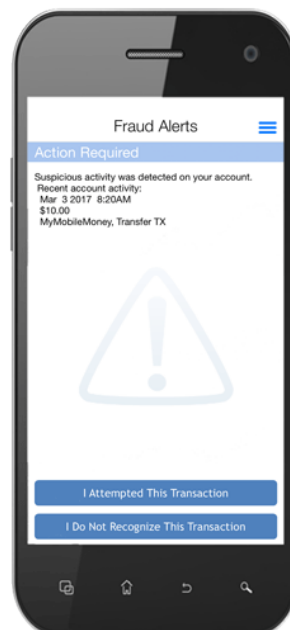 Fraud Alerts
Action Required
Suspicious activity was detected on your account.
Recent account activity:
Mar 3 2017 8:20AM
$10.00
MyMobileMoney, Transfer TX
I Attempted This Transaction
I Do Not Recognize This Transaction